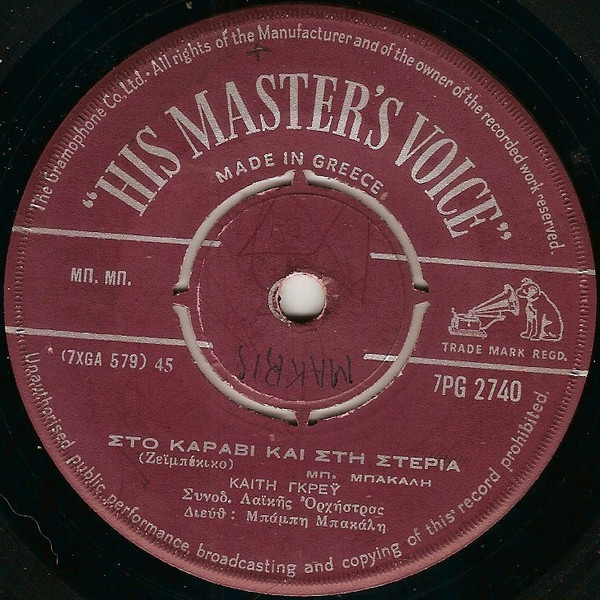 The Gramophone Co. Ltd. · All rights of the Manufacturer and of the owner of the recorded work reserved.
"HIS MASTER'S VOICE"
MADE IN GREECE
ΜΠ. ΜΠ.
TRADE MARK REGD.
* (7XGA 579) 45
7PG 2740
MAKRIS
ΣΤΟ ΚΑΡΑΒΙ ΚΑΙ ΣΤΗ ΣΤΕΡΙΑ
(Ζεϊμπέκικο) ΜΠ. ΜΠΑΚΑΛΗ
ΚΑΙΤΗ ΓΚΡΕΫ
Συνοδ. Λαϊκῆς Ὀρχήστρας
Διευθ : Μπάμπη Μπακάλη
Unauthorised public performance, broadcasting and copying of this record prohibited.